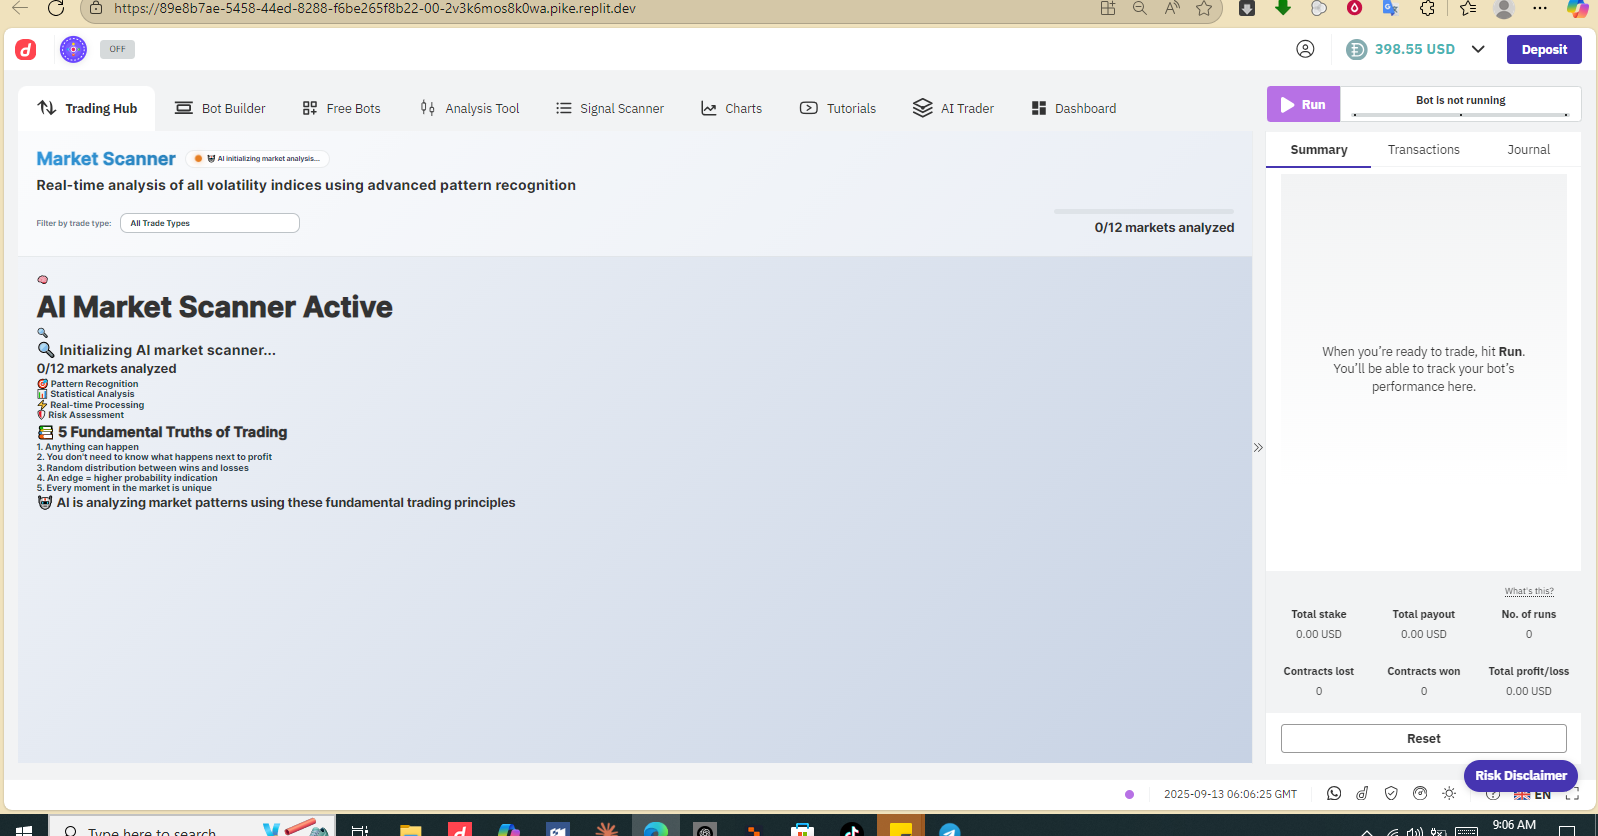 https://89e8b7ae-5458-44ed-8288-f6be265f8b22-00-2v3k6mos8k0wa.pike.replit.dev
OFF
398.55 USD
Deposit
Trading Hub
Bot Builder
Free Bots
Analysis Tool
Signal Scanner
Charts
Tutorials
AI Trader
Dashboard
Run
Bot is not running
Market Scanner
AI initializing market analysis...
Real-time analysis of all volatility indices using advanced pattern recognition
Filter by trade type:
All Trade Types
0/12 markets analyzed
AI Market Scanner Active
Initializing AI market scanner...
0/12 markets analyzed
Pattern Recognition
Statistical Analysis
Real-time Processing
Risk Assessment
5 Fundamental Truths of Trading
1. Anything can happen
2. You don't need to know what happens next to profit
3. Random distribution between wins and losses
4. An edge = higher probability indication
5. Every moment in the market is unique
AI is analyzing market patterns using these fundamental trading principles
Summary
Transactions
Journal
When you're ready to trade, hit Run.
You'll be able to track your bot's
performance here.
What's this?
Total stake
Total payout
No. of runs
0.00 USD
0.00 USD
0
Contracts lost
Contracts won
Total profit/loss
0
0
0.00 USD
Reset
Risk Disclaimer
2025-09-13 06:06:25 GMT
EN
Type here to search
9:06 AM